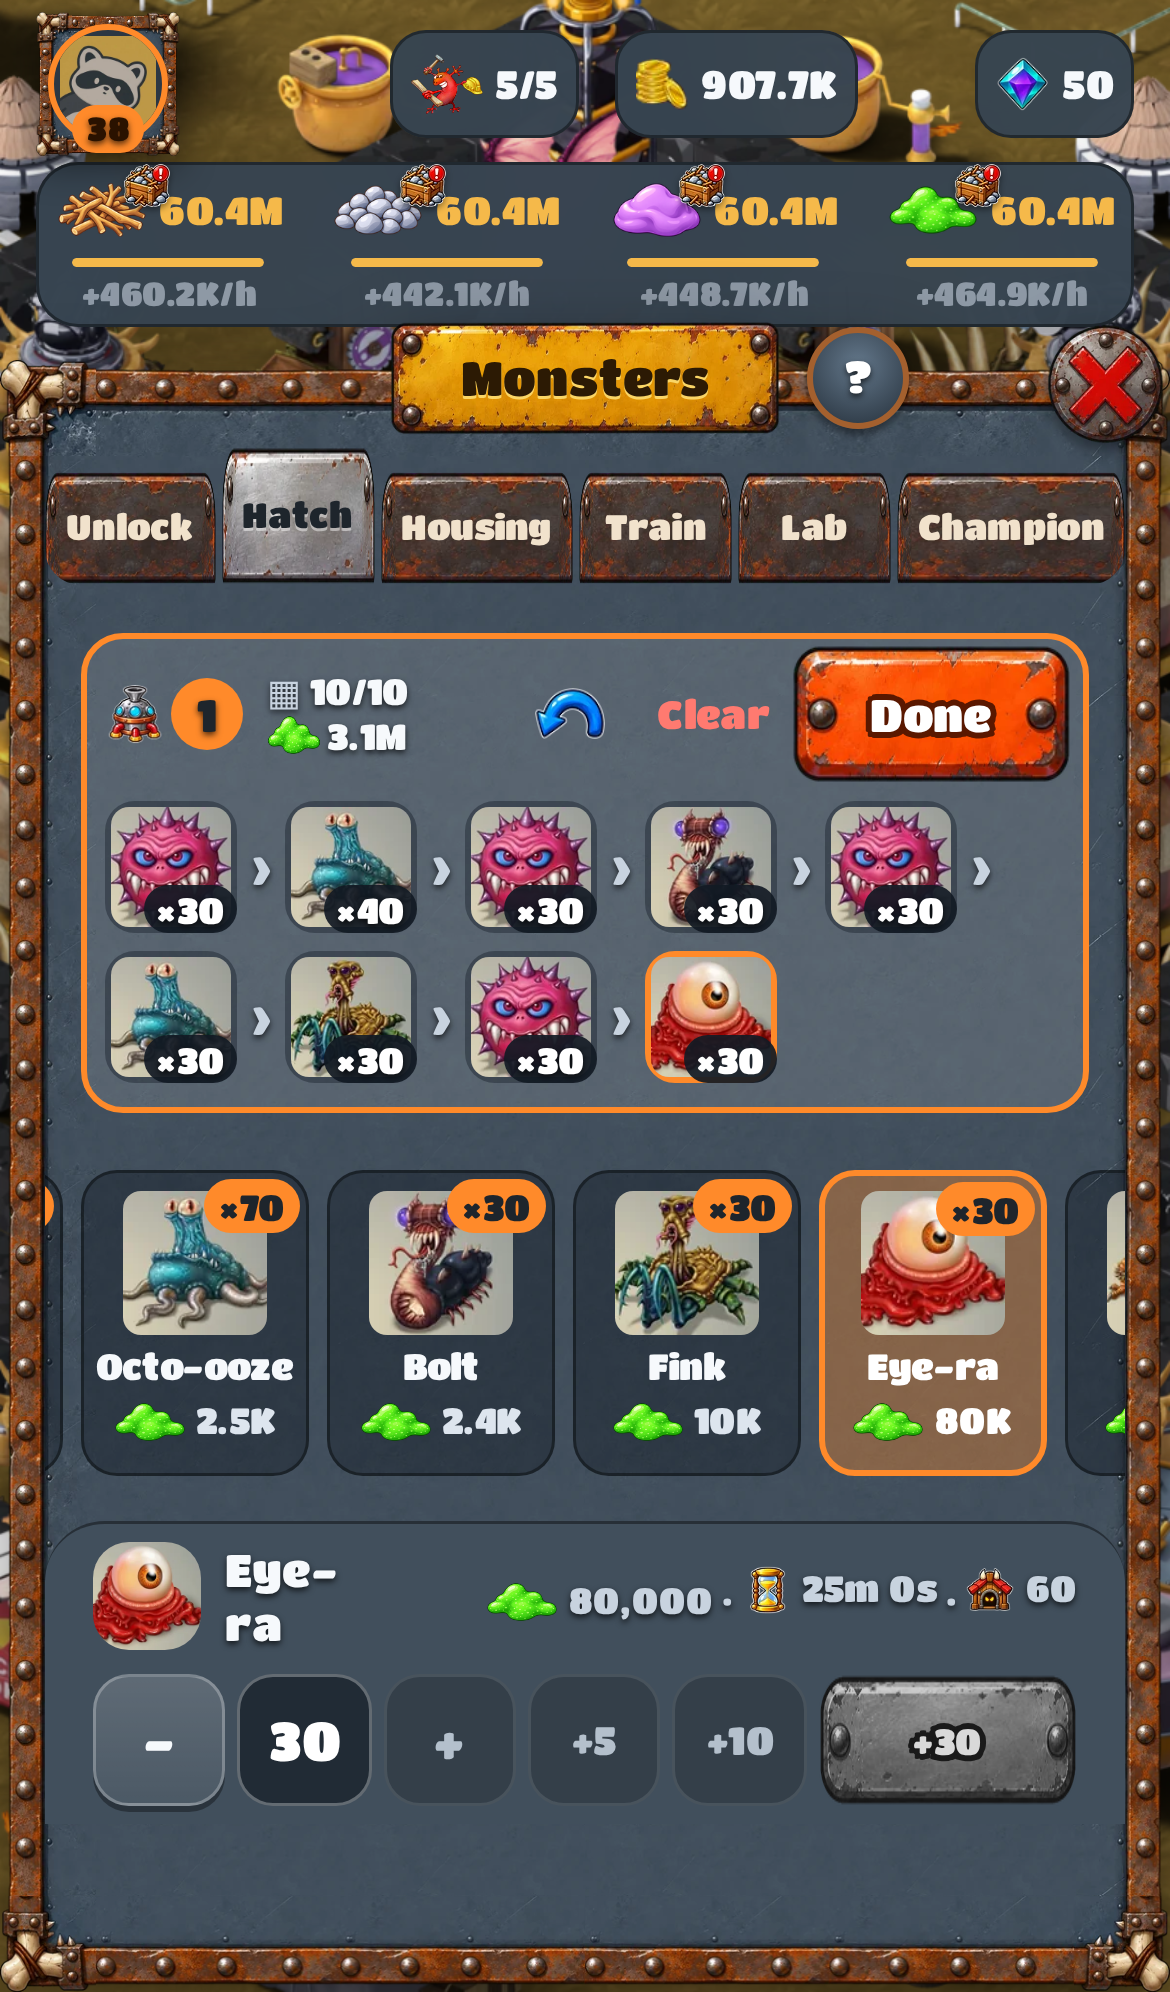 38
5/5
907.7K
50
60.4M
60.4M
60.4M
60.4M
+460.2K/h
+442.1K/h
+448.7K/h
+464.9K/h
Monsters
?
Unlock
Hatch
Housing
Train
Lab
Champion
1
10/10
3.1M
Clear
Done
×30
×40
×30
×30
×30
×30
×30
×30
×30
×70
×30
×30
×30
Octo-ooze
Bolt
Fink
Eye-ra
2.5K
2.4K
10K
80K
Eye-
ra
80,000 · 25m 0s · 60
-
30
+
+5
+10
+30